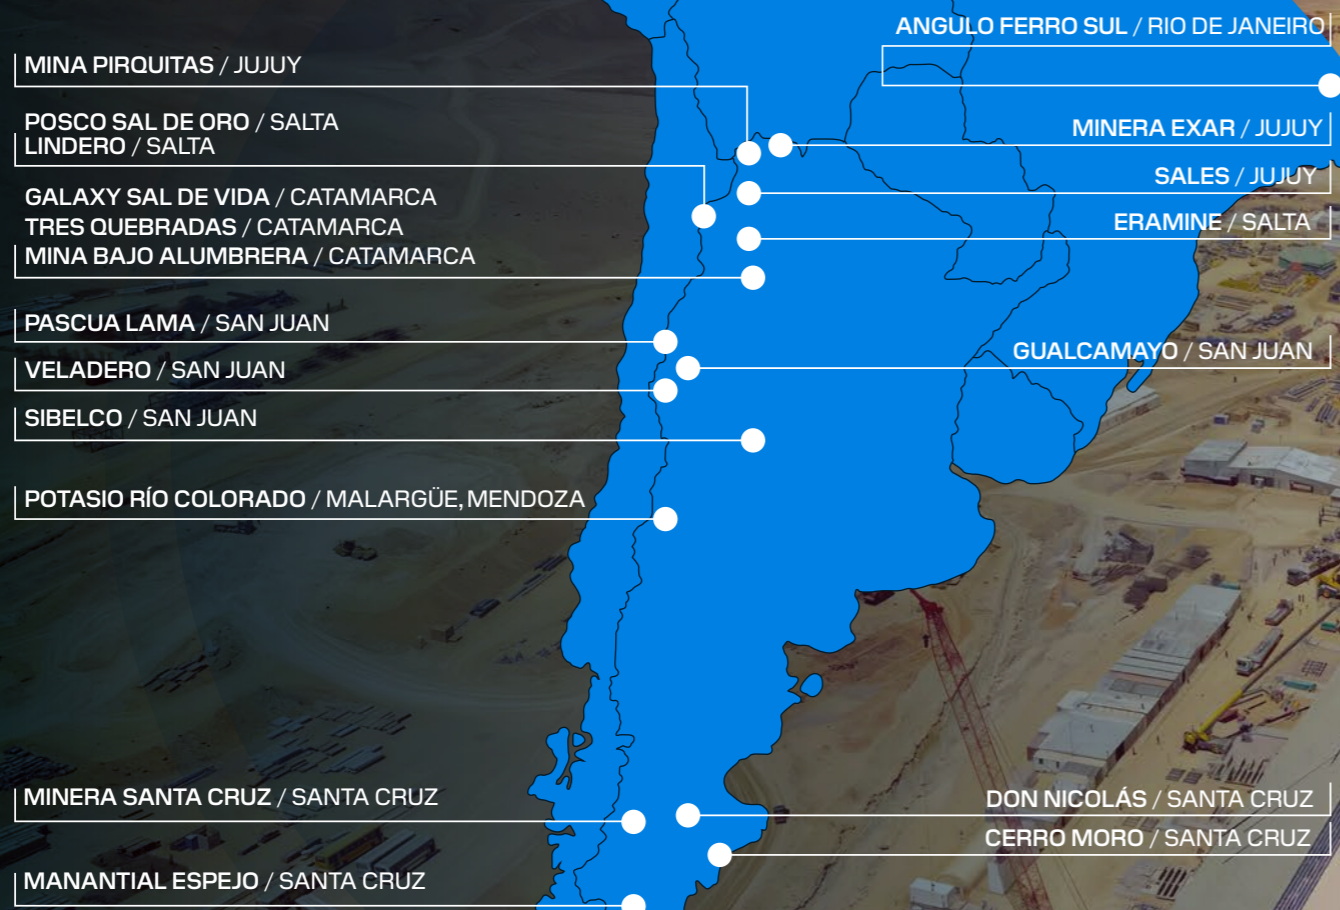 MINA PIRQUITAS / JUJUY
POSCO SAL DE ORO / SALTA
LINDERO / SALTA
GALAXY SAL DE VIDA / CATAMARCA
TRES QUEBRADAS / CATAMARCA
MINA BAJO ALUMBRERA / CATAMARCA
PASCUA LAMA / SAN JUAN
VELADERO / SAN JUAN
SIBELCO / SAN JUAN
POTASIO RÍO COLORADO / MALARGÜE, MENDOZA
MINERA SANTA CRUZ / SANTA CRUZ
MANANTIAL ESPEJO / SANTA CRUZ
ANGULO FERRO SUL / RIO DE JANEIRO
MINERA EXAR / JUJUY
SALES / JUJUY
ERAMINE / SALTA
GUALCAMAYO / SAN JUAN
DON NICOLÁS / SANTA CRUZ
CERRO MORO / SANTA CRUZ